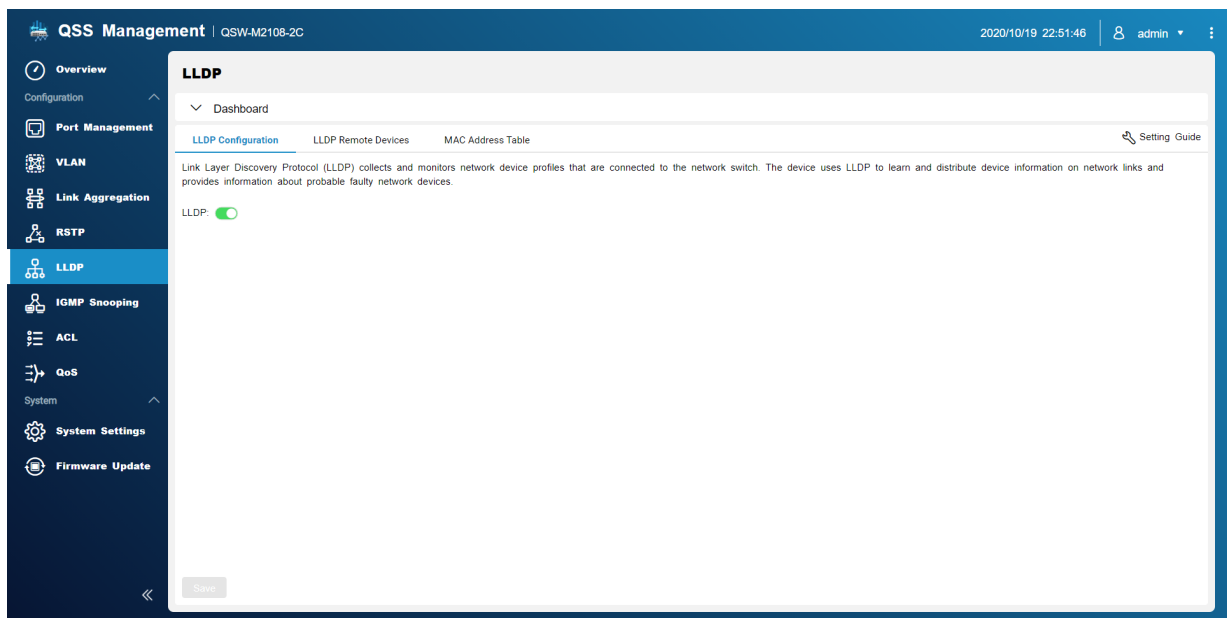 QSS Management | QSW-M2108-2C
2020/10/19 22:51:46
admin
Overview
Configuration
Port Management
VLAN
Link Aggregation
RSTP
LLDP
IGMP Snooping
ACL
QoS
System
System Settings
Firmware Update
LLDP
Dashboard
LLDP Configuration
LLDP Remote Devices
MAC Address Table
Setting Guide
Link Layer Discovery Protocol (LLDP) collects and monitors network device profiles that are connected to the network switch. The device uses LLDP to learn and distribute device information on network links and
provides information about probable faulty network devices.
LLDP:
Save